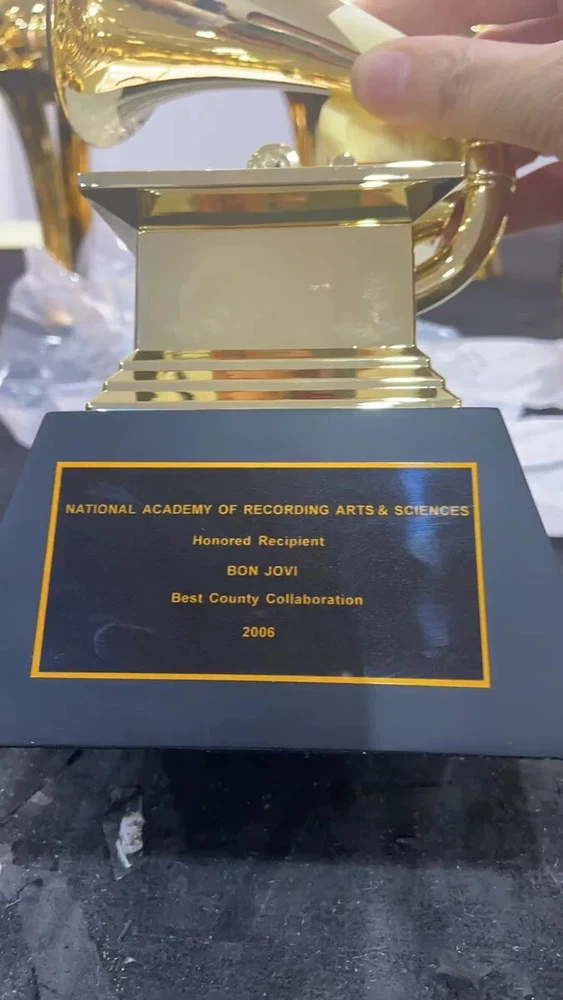 NATIONAL ACADEMY OF RECORDING ARTS & SCIENCES
Honored Recipient
BON JOVI
Best County Collaboration
2006